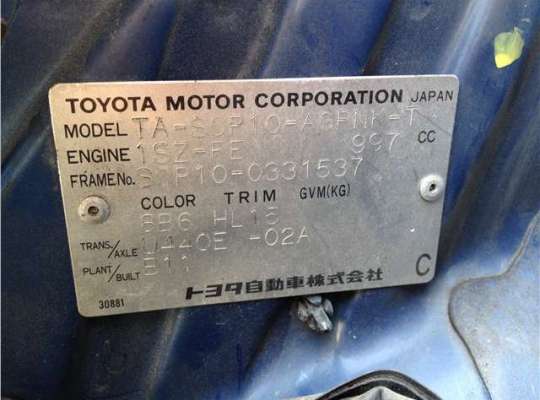 TOYOTA MOTOR CORPORATION JAPAN
MODEL TA-SCP10-AGPNK-T
ENGINE 1SZ-FE 997 CC
FRAME No. SCP10-0331537
COLOR TRIM GVM(KG)
8B6 HL15
TRANS./AXLE U440E -02A
PLANT/BUILT B11
30881
トヨタ自動車株式会社
C